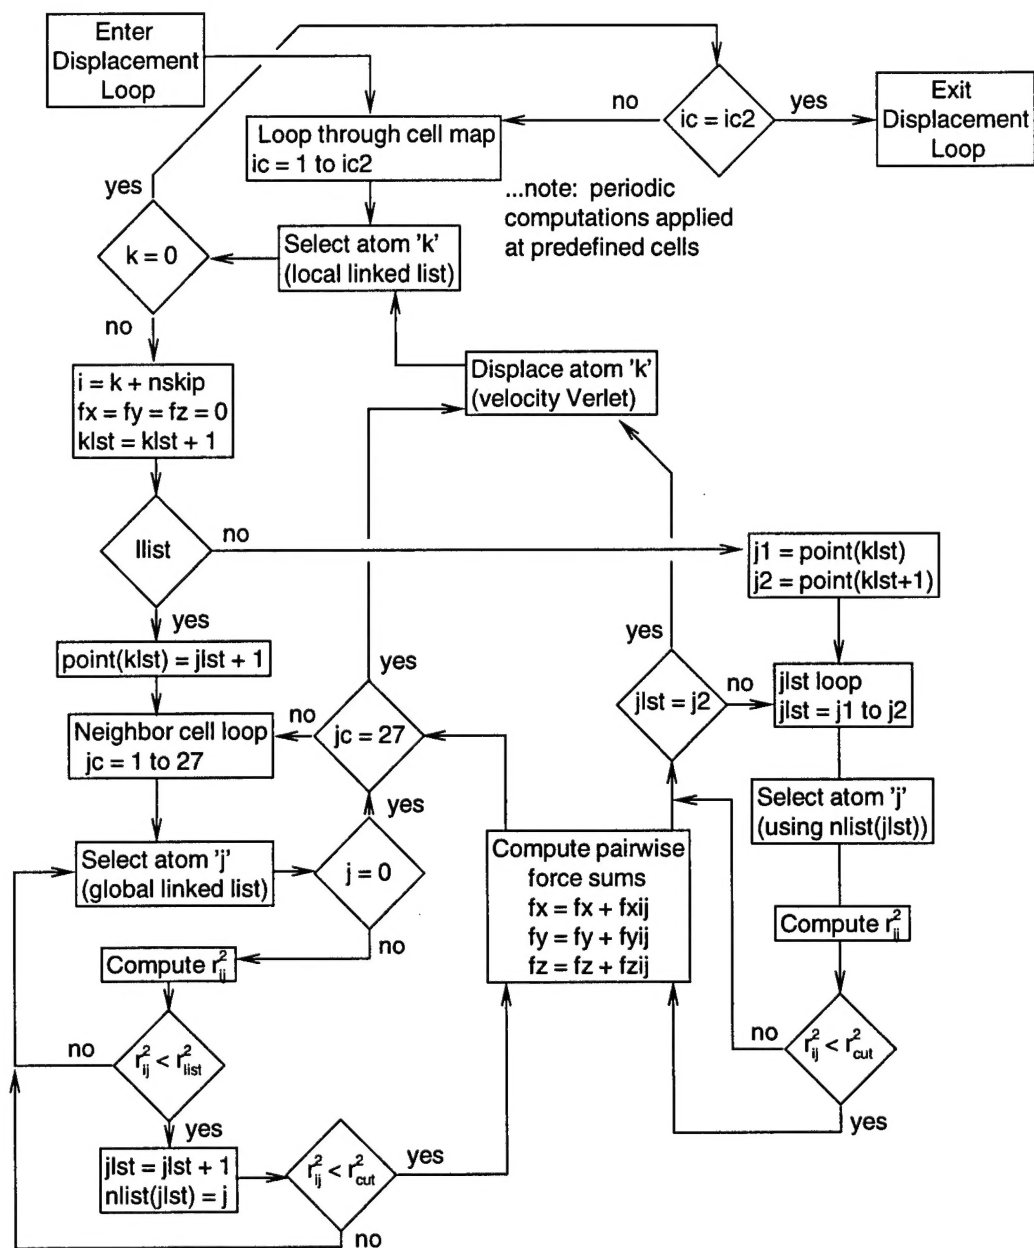 Enter
Displacement
Loop
no
ic = ic2
yes
Exit
Displacement
Loop
Loop through cell map
ic = 1 to ic2
...note: periodic
computations applied
at predefined cells
yes
k = 0
Select atom 'k'
(local linked list)
no
i = k + nskip
fx = fy = fz = 0
klst = klst + 1
Displace atom 'k'
(velocity Verlet)
llist
no
j1 = point(klst)
j2 = point(klst+1)
yes
point(klst) = jlst + 1
yes
yes
jlst = j2
no
jlst loop
jlst = j1 to j2
Neighbor cell loop
jc = 1 to 27
no
jc = 27
yes
Select atom 'j'
(using nlist(jlst))
Select atom 'j'
(global linked list)
j = 0
no
Compute pairwise
force sums
fx = fx + fxij
fy = fy + fyij
fz = fz + fzij
Compute r²ij
Compute r²ij
no
r²ij < r²list
yes
no
r²ij < r²cut
yes
jlst = jlst + 1
nlist(jlst) = j
r²ij < r²cut
yes
no